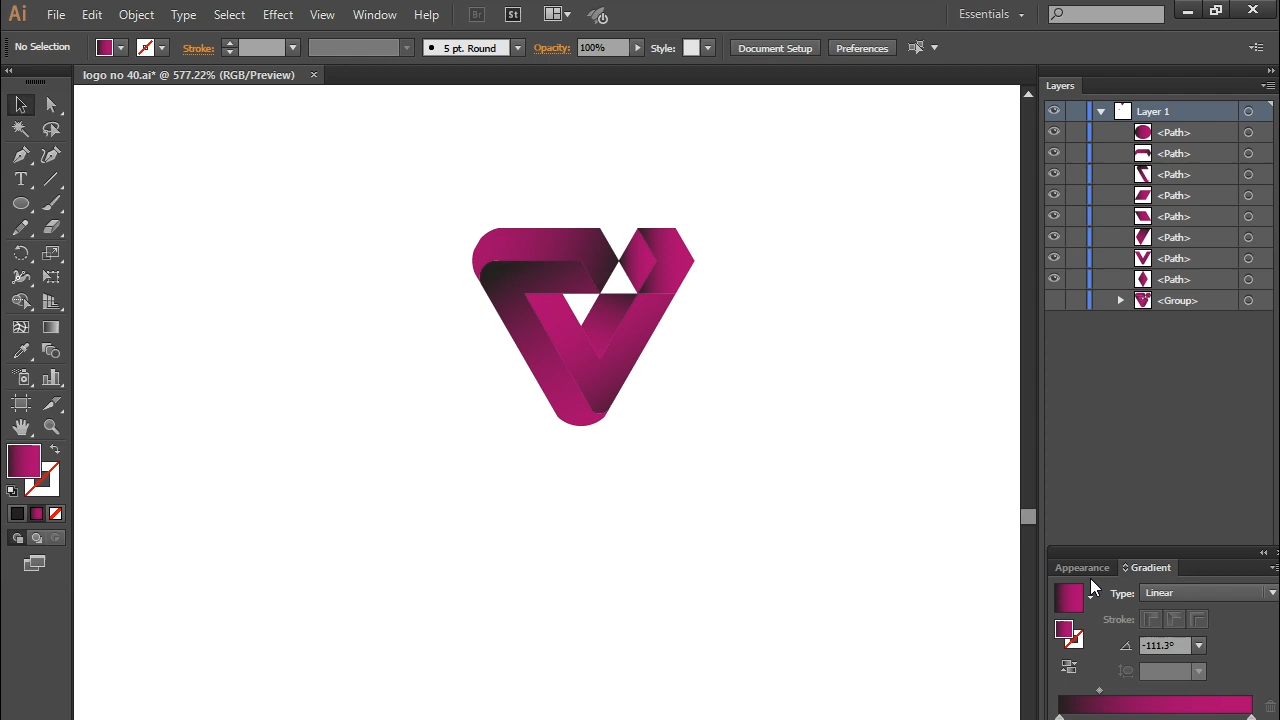 Ai File Edit Object Type Select Effect View Window Help Br St Essentials
No Selection Stroke: 5 pt. Round Opacity: 100% Style: Document Setup Preferences
logo no 40.ai* @ 577.22% (RGB/Preview)
Layers
Layer 1
<Path>
<Path>
<Path>
<Path>
<Path>
<Path>
<Path>
<Path>
<Group>
T
Appearance Gradient
Type: Linear
Stroke:
-111.3°